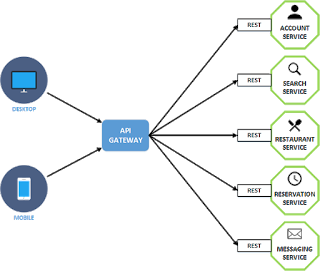 REST
ACCOUNT
SERVICE
REST
SEARCH
SERVICE
DESKTOP
API
GATEWAY
REST
RESTAURANT
SERVICE
REST
RESERVATION
SERVICE
MOBILE
REST
MESSAGING
SERVICE